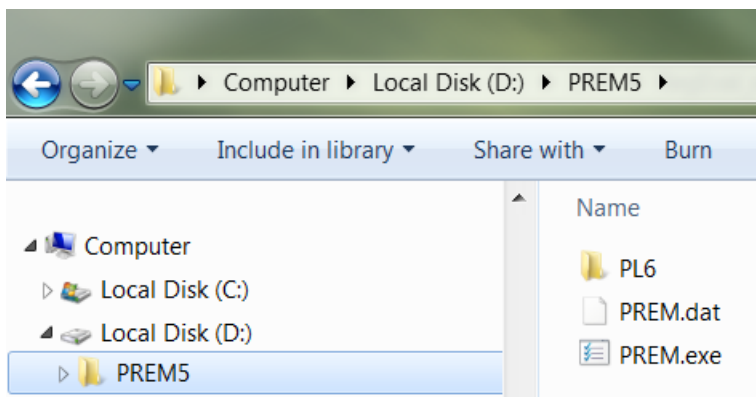 Computer Local Disk (D:) PREM5
Organize Include in library Share with Burn
Computer
Local Disk (C:)
Local Disk (D:)
PREM5
Name
PL6
PREM.dat
PREM.exe